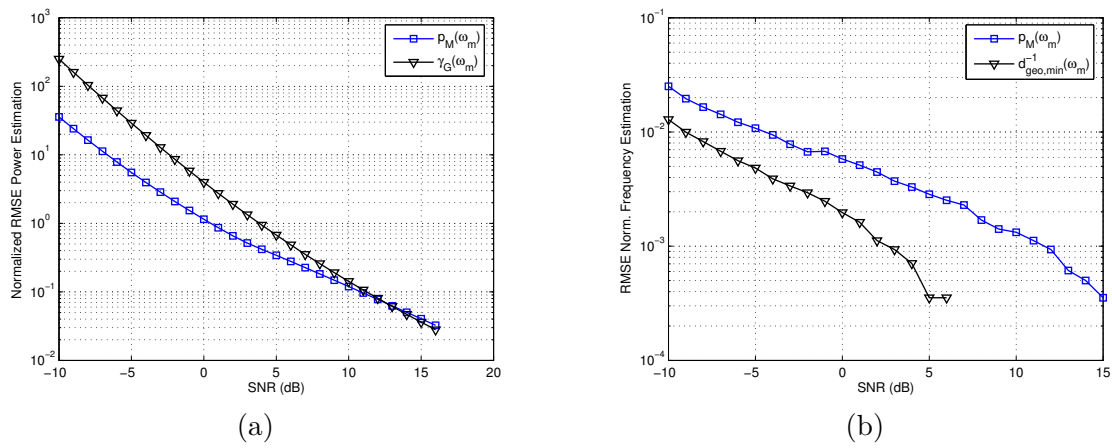 Normalized RMSE Power Estimation
10^3
10^2
10^1
10^0
10^-1
10^-2
p_M(ω_m)
γ_G(ω_m)
−10 −5 0 5 10 15 20
SNR (dB)
(a)
RMSE Norm. Frequency Estimation
10^-1
10^-2
10^-3
10^-4
p_M(ω_m)
d^-1_geo,min(ω_m)
−10 −5 0 5 10 15
SNR (dB)
(b)